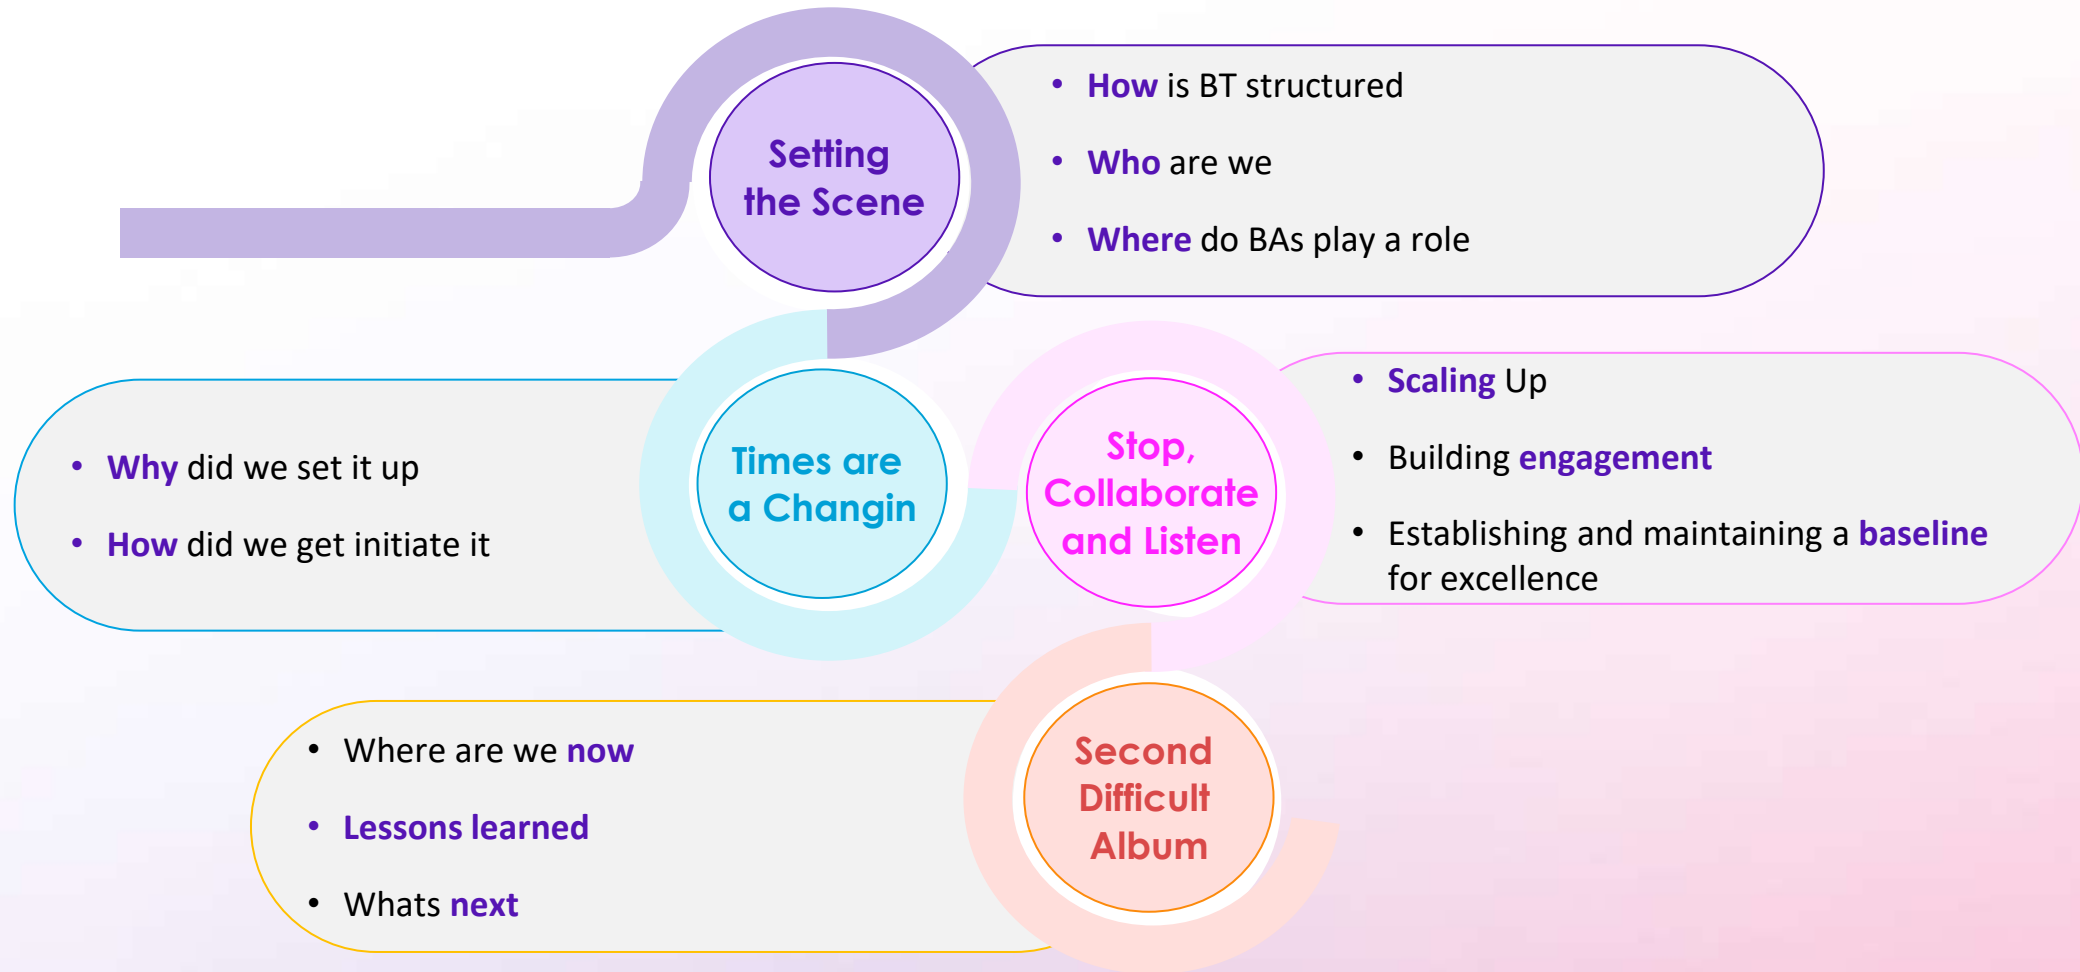 Setting
the Scene
• How is BT structured
• Who are we
• Where do BAs play a role
Times are
a Changin
• Why did we set it up
• How did we get initiate it
Stop,
Collaborate
and Listen
• Scaling Up
• Building engagement
• Establishing and maintaining a baseline
for excellence
Second
Difficult
Album
• Where are we now
• Lessons learned
• Whats next